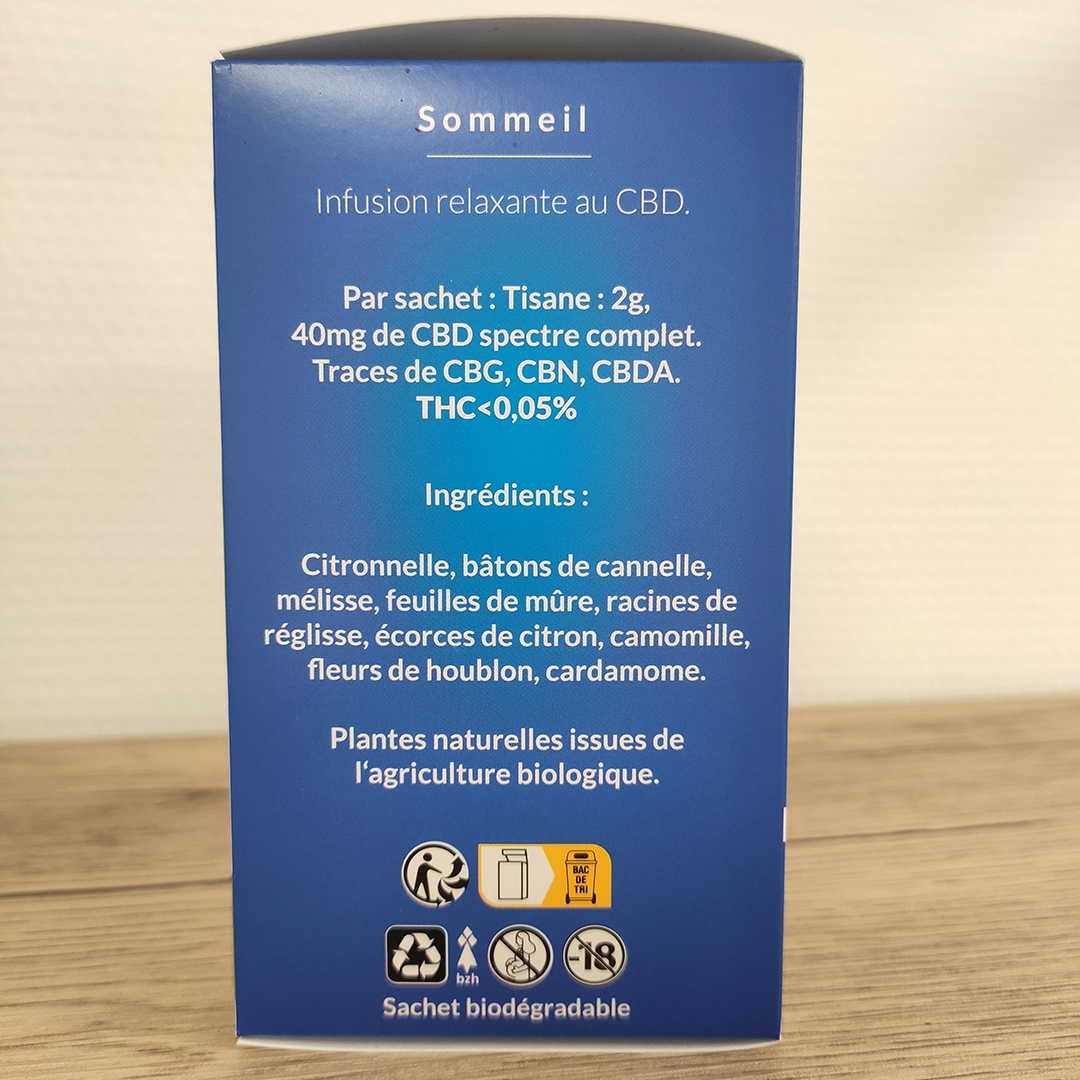 Sommeil
Infusion relaxante au CBD.
Par sachet : Tisane : 2g,
40mg de CBD spectre complet.
Traces de CBG, CBN, CBDA.
THC<0,05%
Ingrédients :
Citronnelle, bâtons de cannelle,
mélisse, feuilles de mûre, racines de
réglisse, écorces de citron, camomille,
fleurs de houblon, cardamome.
Plantes naturelles issues de
l‘agriculture biologique.
BAC
DE
TRI
bzh
-18
Sachet biodégradable